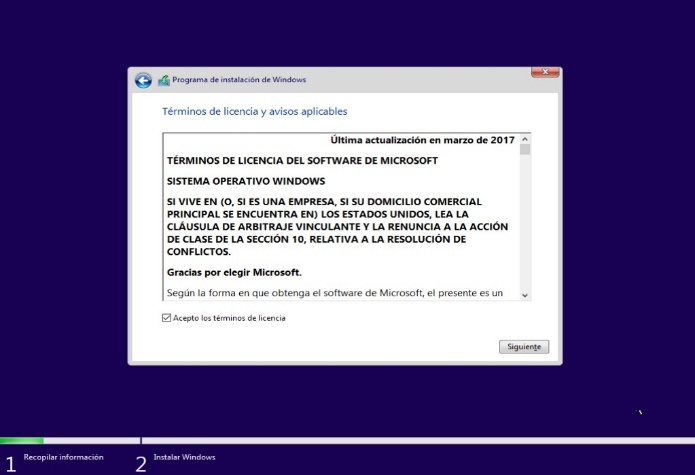 Programa de instalación de Windows
Términos de licencia y avisos aplicables
Última actualización en marzo de 2017
TÉRMINOS DE LICENCIA DEL SOFTWARE DE MICROSOFT
SISTEMA OPERATIVO WINDOWS
SI VIVE EN (O, SI ES UNA EMPRESA, SI SU DOMICILIO COMERCIAL
PRINCIPAL SE ENCUENTRA EN) LOS ESTADOS UNIDOS, LEA LA
CLÁUSULA DE ARBITRAJE VINCULANTE Y LA RENUNCIA A LA ACCIÓN
DE CLASE DE LA SECCIÓN 10, RELATIVA A LA RESOLUCIÓN DE
CONFLICTOS.
Gracias por elegir Microsoft.
Según la forma en que obtenga el software de Microsoft, el presente es un
Acepto los términos de licencia
Siguiente
1 Recopilar información
2 Instalar Windows